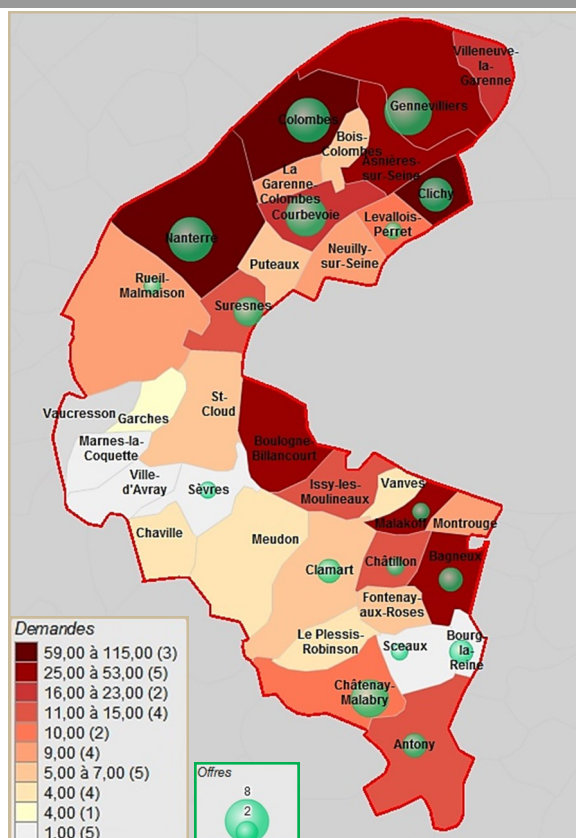 Villeneuve-
la-
Garenne
Gennevilliers
Colombes
Bois-
Colombes
Asnières-
sur-Seine
La
Garenne-
Colombes
Clichy
Courbevoie
Levallois-
Perret
Nanterre
Neuilly-
sur-Seine
Puteaux
Rueil-
Malmaison
Suresnes
St-
Cloud
Vaucresson
Garches
Marnes-la-
Coquette
Boulogne-
Billancourt
Ville-
d'Avray
Sèvres
Issy-les-
Moulineaux
Vanves
Malakoff
Montrouge
Chaville
Meudon
Clamart
Châtillon
Bagneux
Fontenay-
aux-Roses
Le Plessis-
Robinson
Sceaux
Bourg-
la-
Reine
Châtenay-
Malabry
Antony
Demandes
59,00 à 115,00 (3)
25,00 à 53,00 (5)
16,00 à 23,00 (2)
11,00 à 15,00 (4)
10,00 (2)
9,00 (4)
5,00 à 7,00 (5)
4,00 (4)
4,00 (1)
1,00 (5)
Offres
8
2